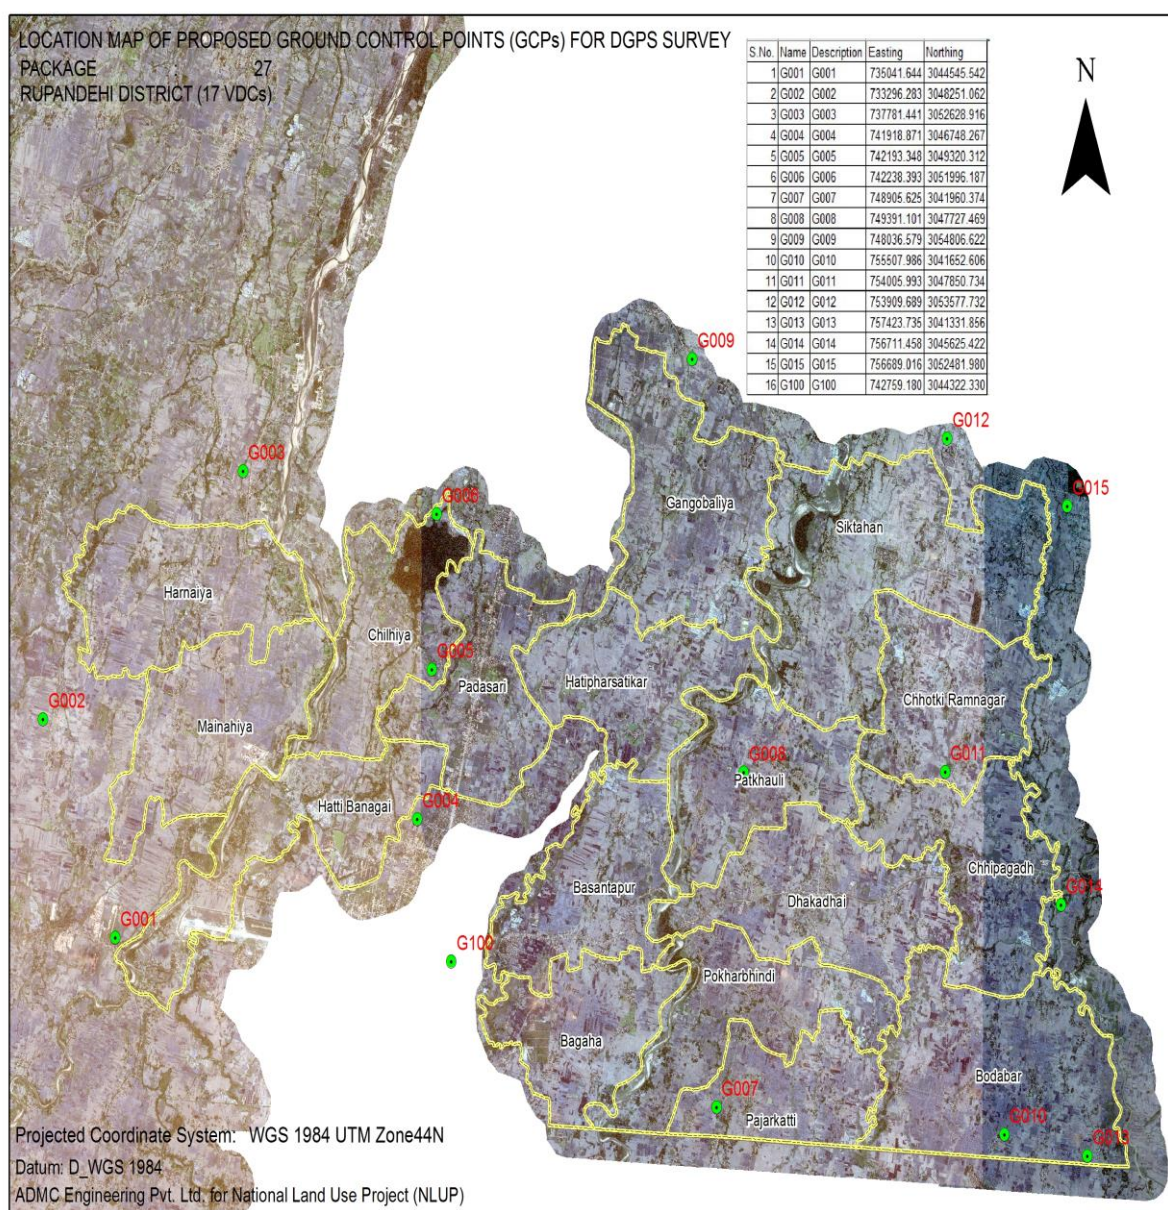 LOCATION MAP OF PROPOSED GROUND CONTROL POINTS (GCPs) FOR DGPS SURVEY
PACKAGE : 27
RUPANDEHI DISTRICT (17 VDCs)
S.No. Name Description Easting Northing
1 G001 G001 735041.644 3044545.542
2 G002 G002 733296.283 3048251.062
3 G003 G003 737781.441 3052628.916
4 G004 G004 741918.871 3046748.267
5 G005 G005 742193.348 3049320.312
6 G006 G006 742238.393 3051996.187
7 G007 G007 748905.625 3041960.374
8 G008 G008 749391.101 3047727.469
9 G009 G009 748036.579 3054806.622
10 G010 G010 755507.986 3041652.606
11 G011 G011 754005.993 3047850.734
12 G012 G012 753909.689 3053577.732
13 G013 G013 757423.735 3041331.856
14 G014 G014 756711.458 3045625.422
15 G015 G015 756689.016 3052481.980
16 G100 G100 742759.180 3044322.330
N
G009
G012
G003
G006
Gangobaliya
G015
Siktahan
Harnaiya
Chilhiya
G005
Padasari
Hatipharsatikar
G002
Chhotki Ramnagar
Mainahiya
G008
G011
Patkhauli
Hatti Banagai
G004
Chhipagadh
Basantapur
Dhakadhai
G014
G001
G100
Pokharbhindi
Bagaha
Bodabar
G007
Pajarkatti
G010
G013
Projected Coordinate System: WGS 1984 UTM Zone44N
Datum: D_WGS 1984
ADMC Engineering Pvt. Ltd. for National Land Use Project (NLUP)